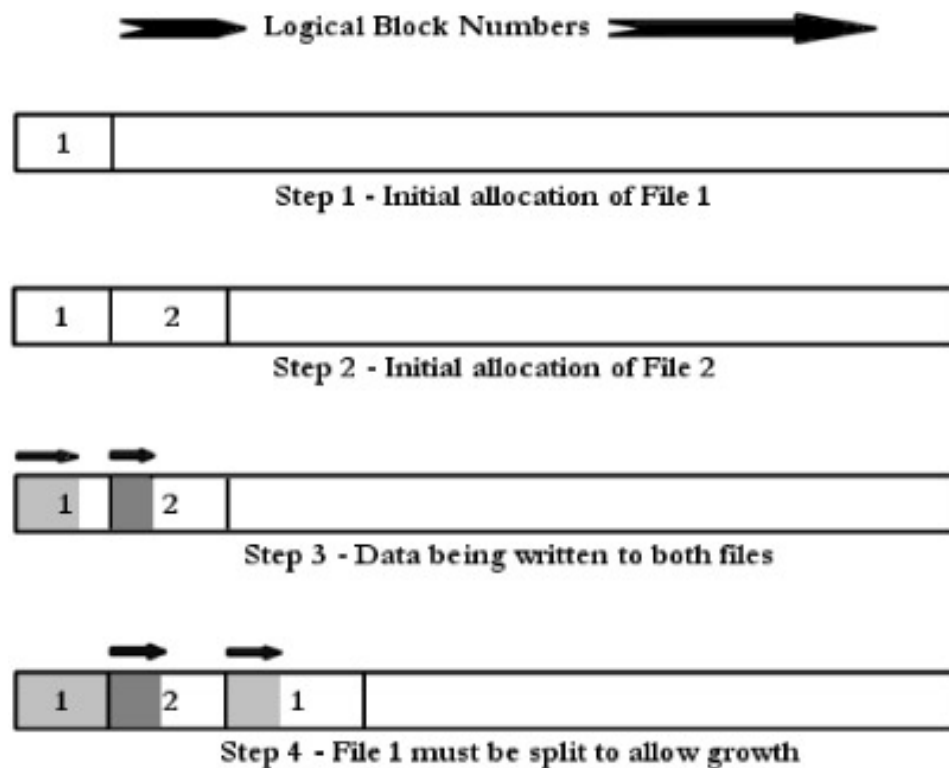 Logical Block Numbers
1
Step 1 - Initial allocation of File 1
1 2
Step 2 - Initial allocation of File 2
1 2
Step 3 - Data being written to both files
1 2 1
Step 4 - File 1 must be split to allow growth